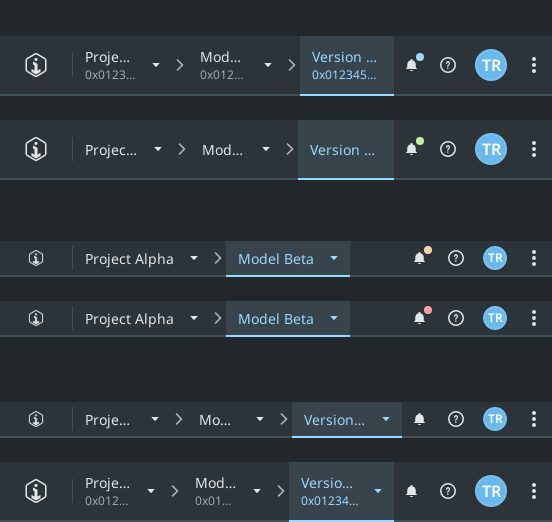 Proje... Mod... Version ...
0x0123... 0x012... 0x012345... TR
Projec... Mod... Version ... TR
Project Alpha Model Beta TR
Project Alpha Model Beta TR
Proje... Mo... Version... TR
Proje... Mod... Versio...
0x012... 0x01... 0x01234... TR